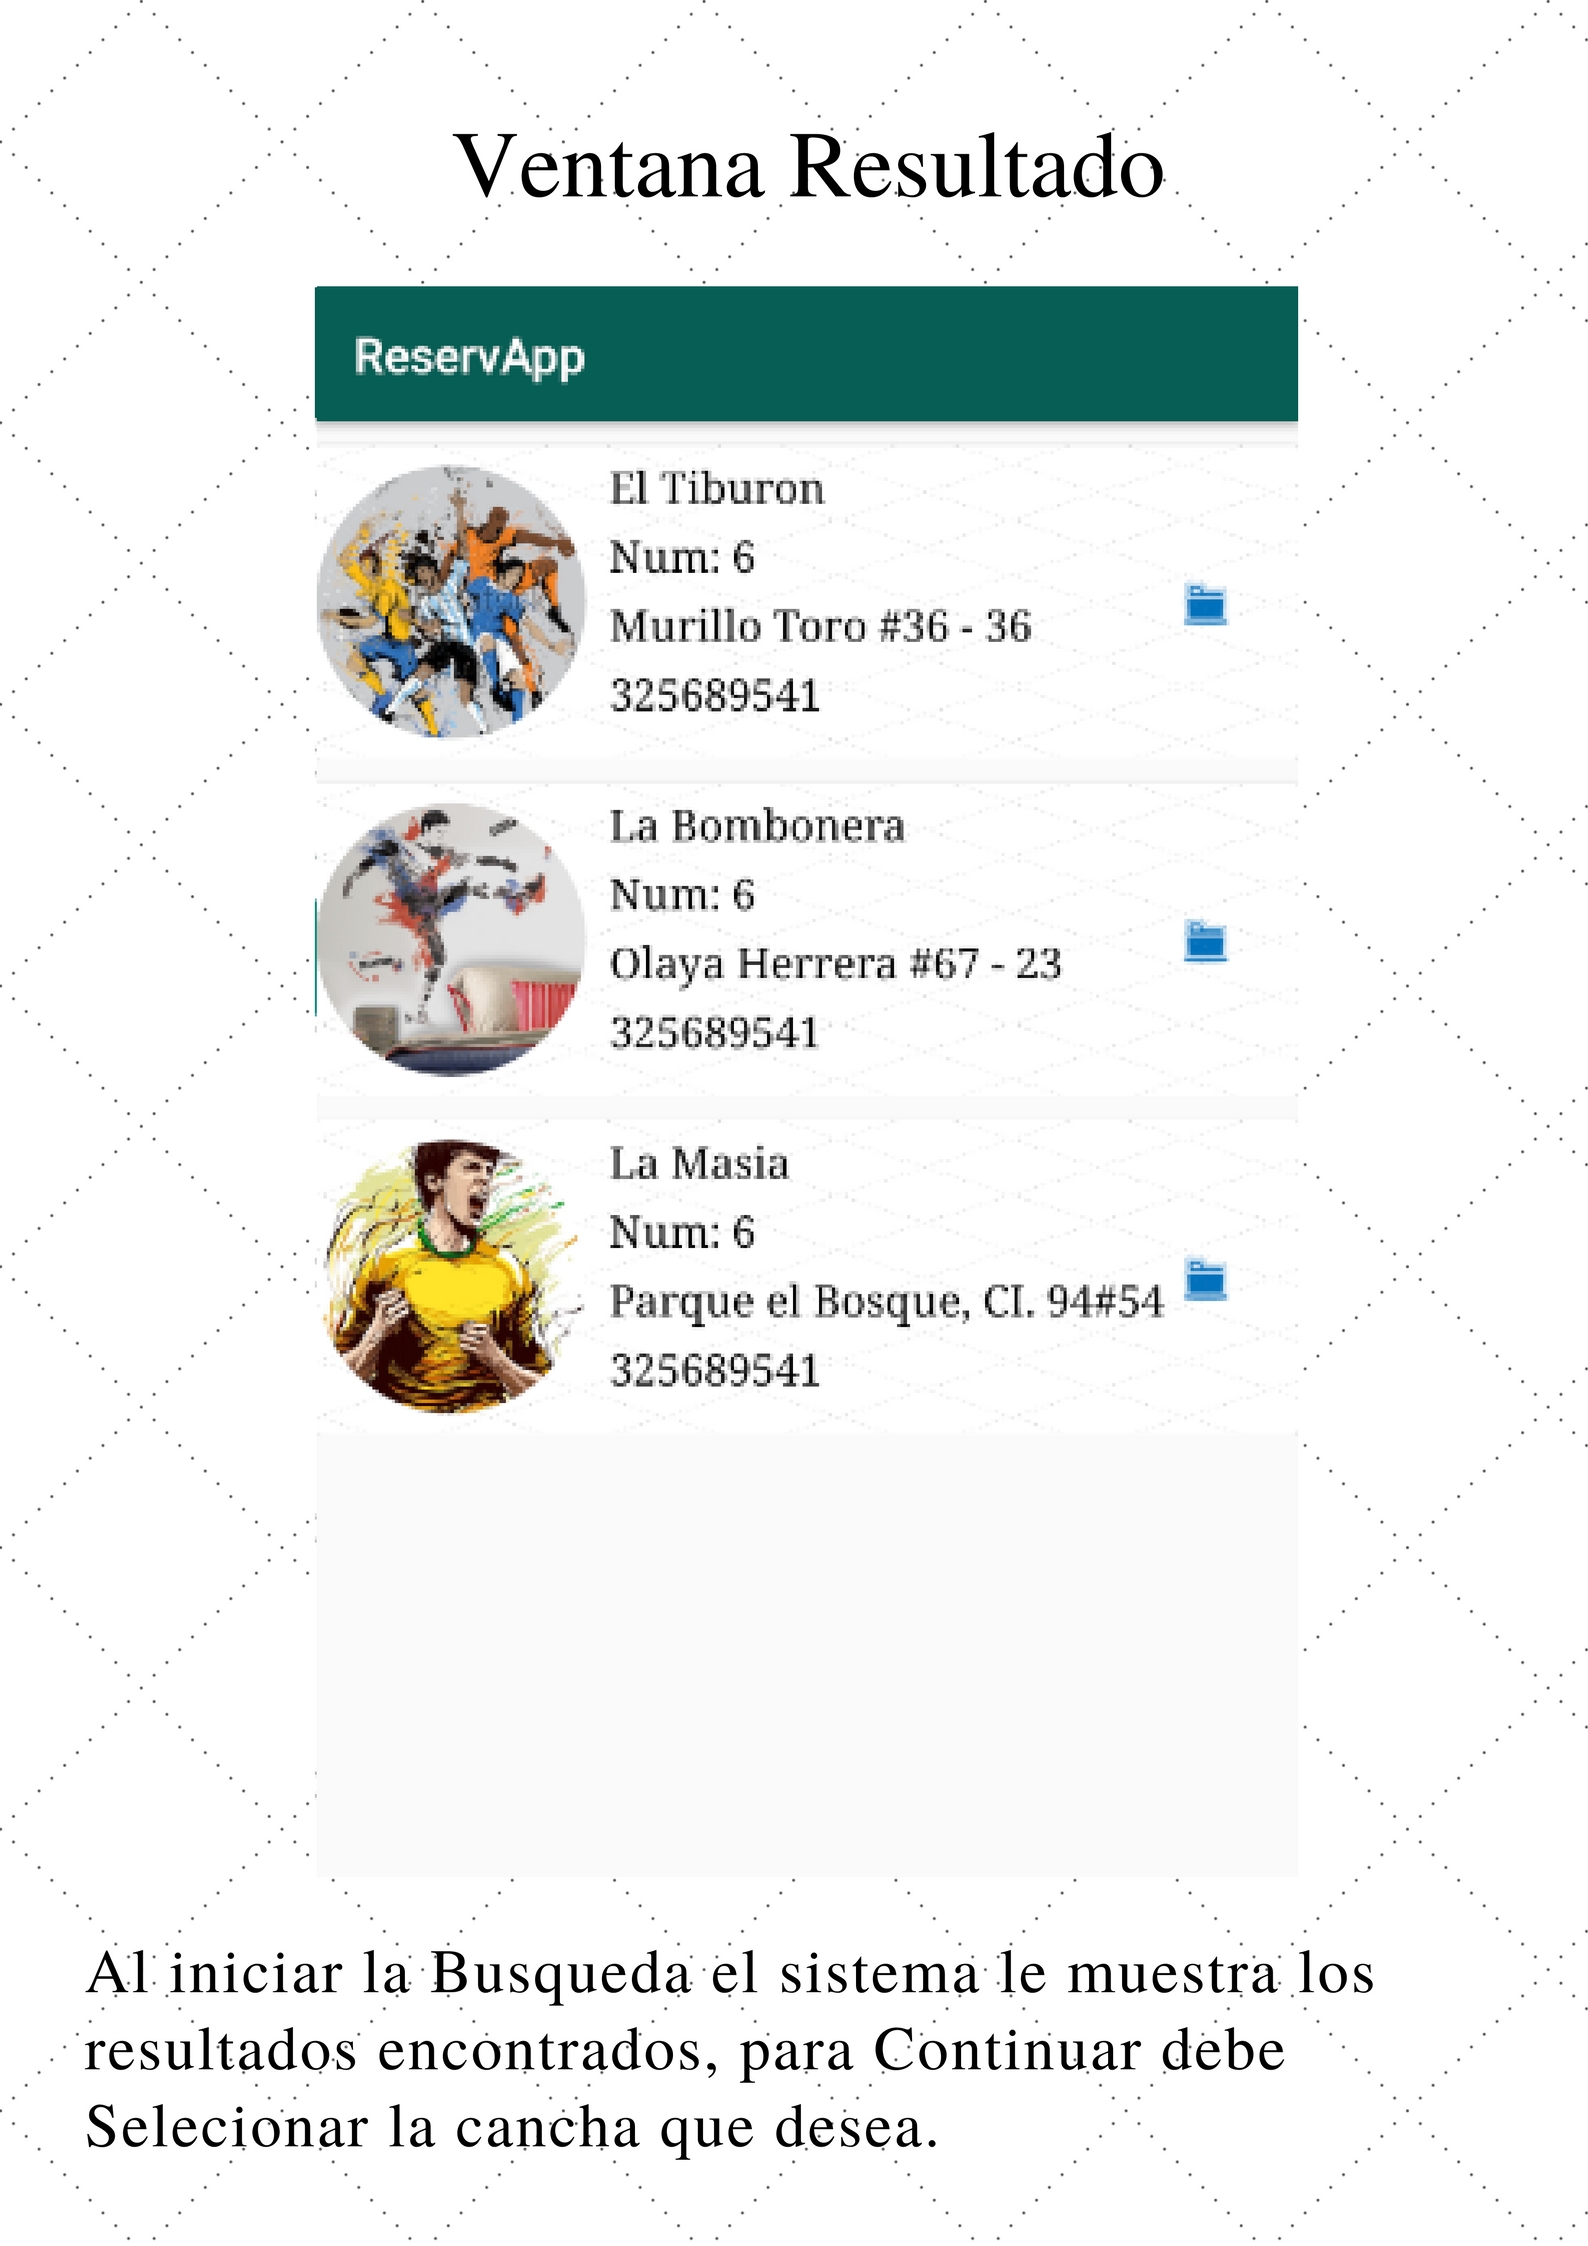 Ventana Resultado
ReservApp
El Tiburon
Num: 6
Murillo Toro #36 - 36
325689541
La Bombonera
Num: 6
Olaya Herrera #67 - 23
325689541
La Masia
Num: 6
Parque el Bosque, CI. 94#54
325689541
Al iniciar la Busqueda el sistema le muestra los
resultados encontrados, para Continuar debe
Selecionar la cancha que desea.